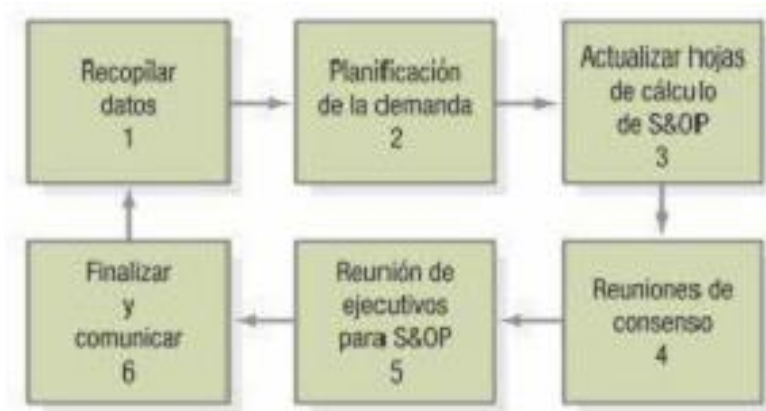 Recopilar
datos
1
Planificación
de la demanda
2
Actualizar hojas
de cálculo
de S&OP
3
Reuniones de
consenso
4
Reunión de
ejecutivos
para S&OP
5
Finalizar
y
comunicar
6